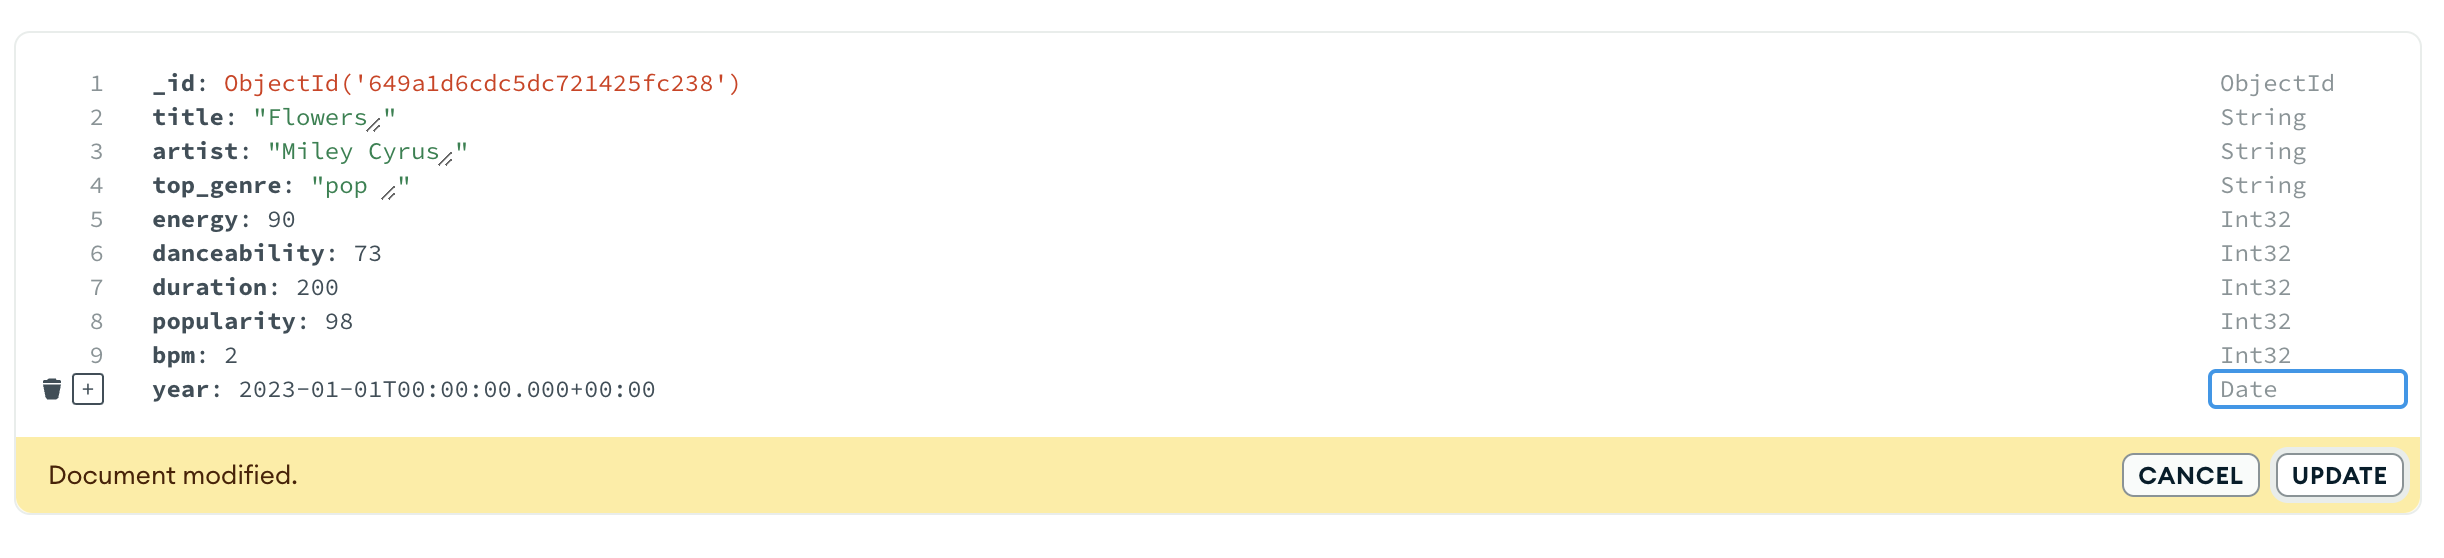 1 _id: ObjectId('649a1d6cdc5dc721425fc238') ObjectId
2 title: "Flowers" String
3 artist: "Miley Cyrus" String
4 top_genre: "pop " String
5 energy: 90 Int32
6 danceability: 73 Int32
7 duration: 200 Int32
8 popularity: 98 Int32
9 bpm: 2 Int32
+ year: 2023-01-01T00:00:00.000+00:00 Date
Document modified. CANCEL UPDATE